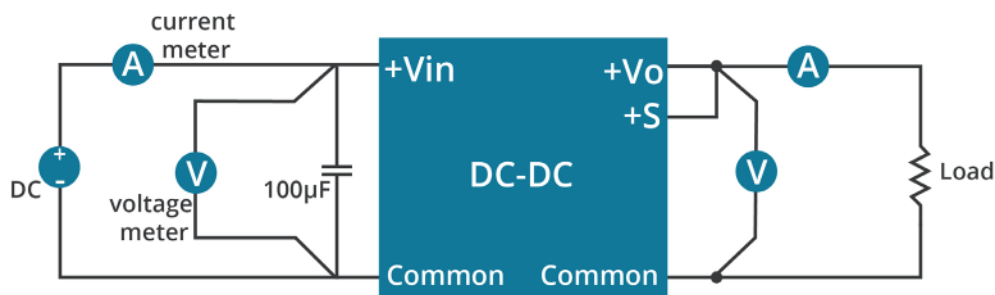 current
meter
A
+Vin
+Vo
A
+S
+
-
DC
V
voltage
meter
100µF
DC-DC
V
Load
Common
Common